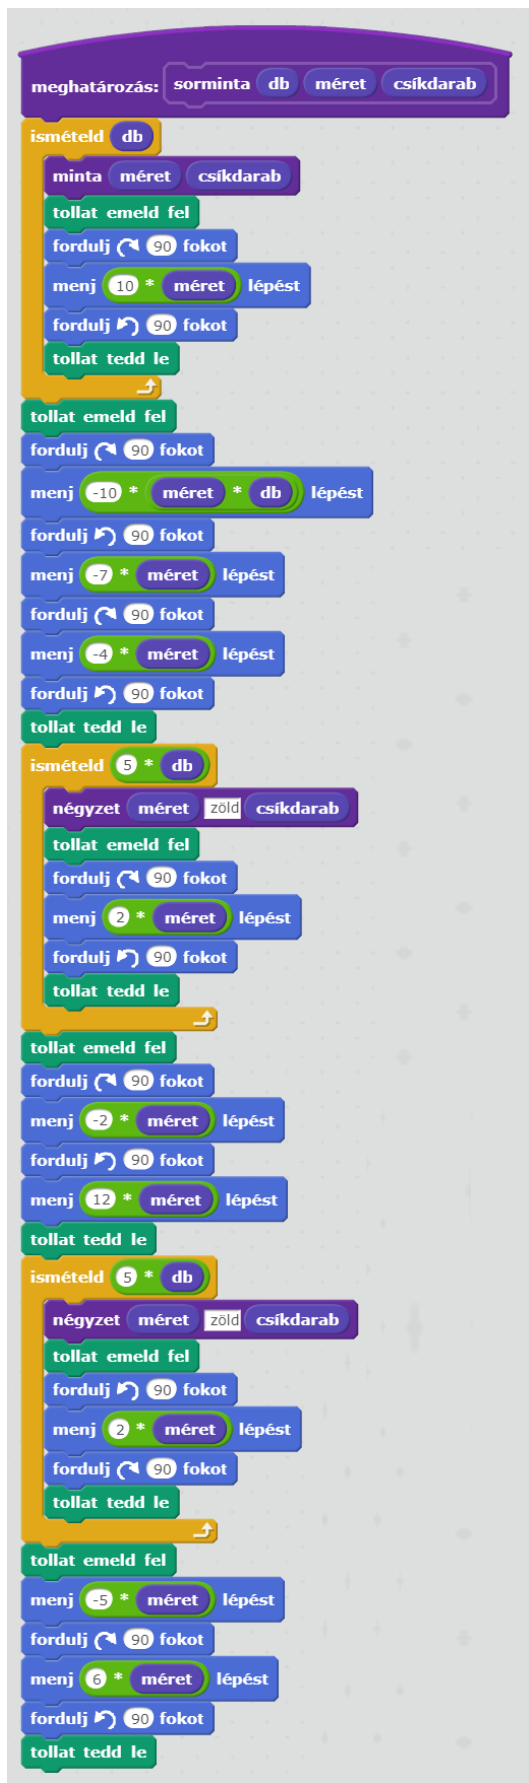 meghatározás: sorminta db méret csíkdarab
ismételd db
minta méret csíkdarab
tollat emeld fel
fordulj 90 fokot
menj 10 * méret lépést
fordulj 90 fokot
tollat tedd le
tollat emeld fel
fordulj 90 fokot
menj -10 * méret * db lépést
fordulj 90 fokot
menj -7 * méret lépést
fordulj 90 fokot
menj -4 * méret lépést
fordulj 90 fokot
tollat tedd le
ismételd 5 * db
négyzet méret zöld csíkdarab
tollat emeld fel
fordulj 90 fokot
menj 2 * méret lépést
fordulj 90 fokot
tollat tedd le
tollat emeld fel
fordulj 90 fokot
menj -2 * méret lépést
fordulj 90 fokot
menj 12 * méret lépést
tollat tedd le
ismételd 5 * db
négyzet méret zöld csíkdarab
tollat emeld fel
fordulj 90 fokot
menj 2 * méret lépést
fordulj 90 fokot
tollat tedd le
tollat emeld fel
menj -5 * méret lépést
fordulj 90 fokot
menj 6 * méret lépést
fordulj 90 fokot
tollat tedd le